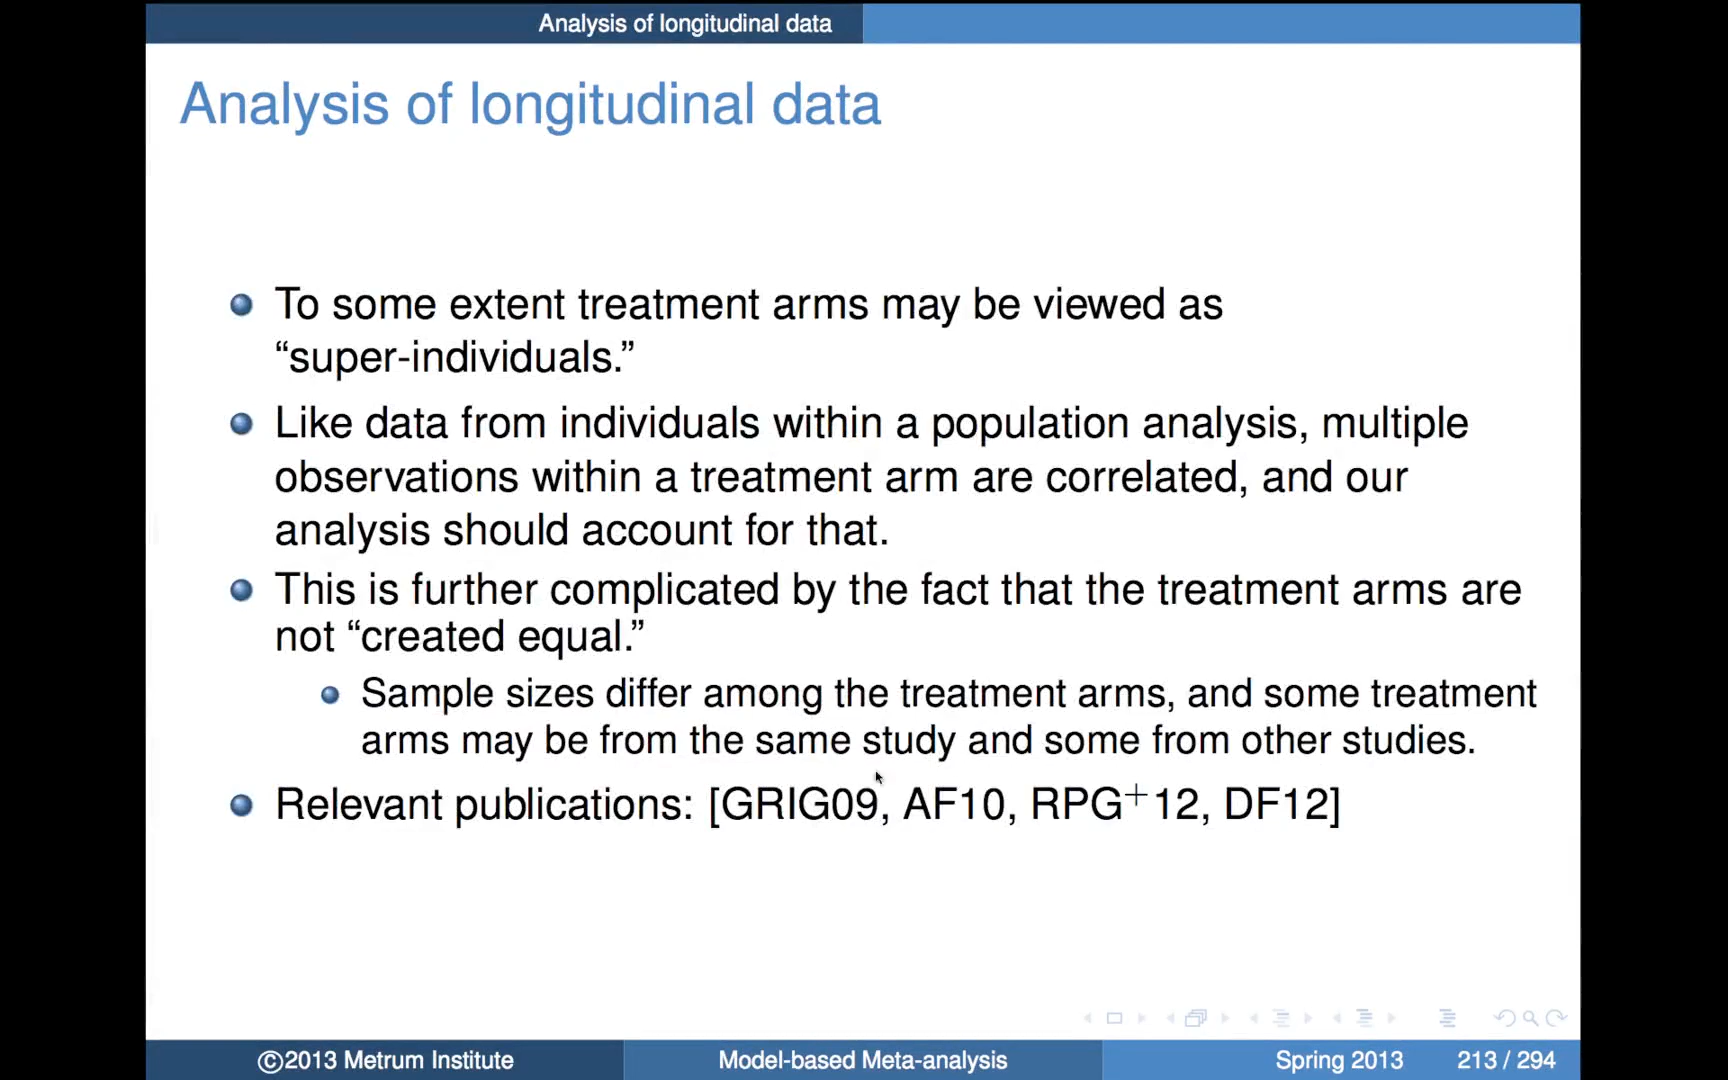 Analysis of longitudinal data
Analysis of longitudinal data
To some extent treatment arms may be viewed as
“super-individuals.”
Like data from individuals within a population analysis, multiple
observations within a treatment arm are correlated, and our
analysis should account for that.
This is further complicated by the fact that the treatment arms are
not “created equal.”
Sample sizes differ among the treatment arms, and some treatment
arms may be from the same study and some from other studies.
Relevant publications: [GRIG09, AF10, RPG⁺12, DF12]
©2013 Metrum Institute
Model-based Meta-analysis
Spring 2013
213 / 294